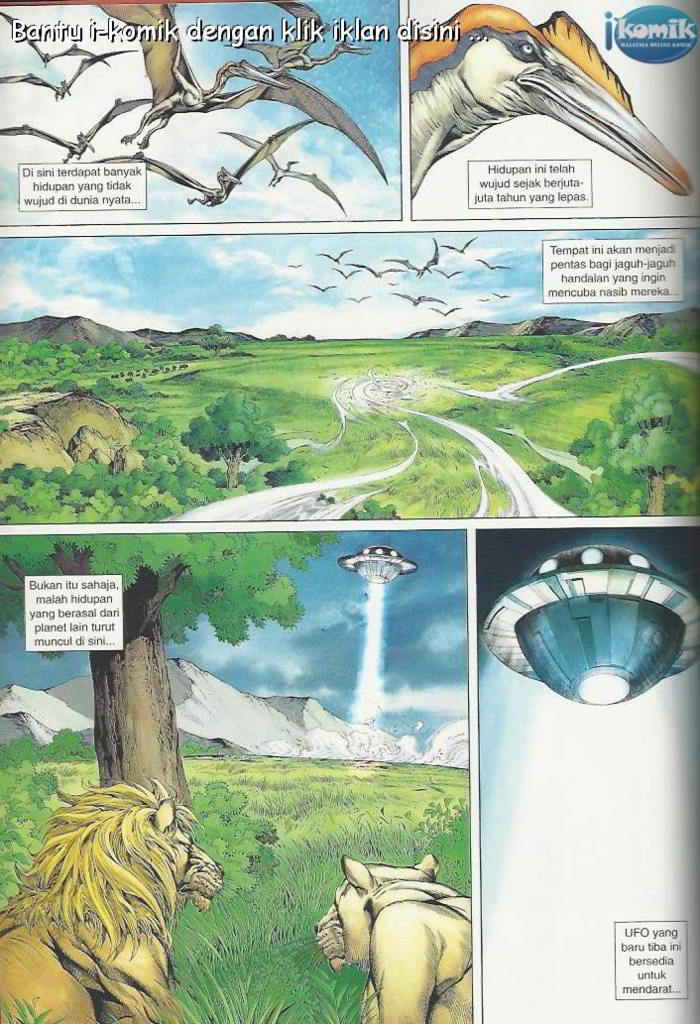 Bantu i-komik dengan klik iklan disini ...
ikomik
MALAYSIA ONLINE KOMIK
Di sini terdapat banyak
hidupan yang tidak
wujud di dunia nyata...
Hidupan ini telah
wujud sejak berjuta-
juta tahun yang lepas.
Tempat ini akan menjadi
pentas bagi jaguh-jaguh
handalan yang ingin
mencuba nasib mereka...
Bukan itu sahaja,
malah hidupan
yang berasal dari
planet lain turut
muncul di sini...
UFO yang
baru tiba ini
bersedia
untuk
mendarat...